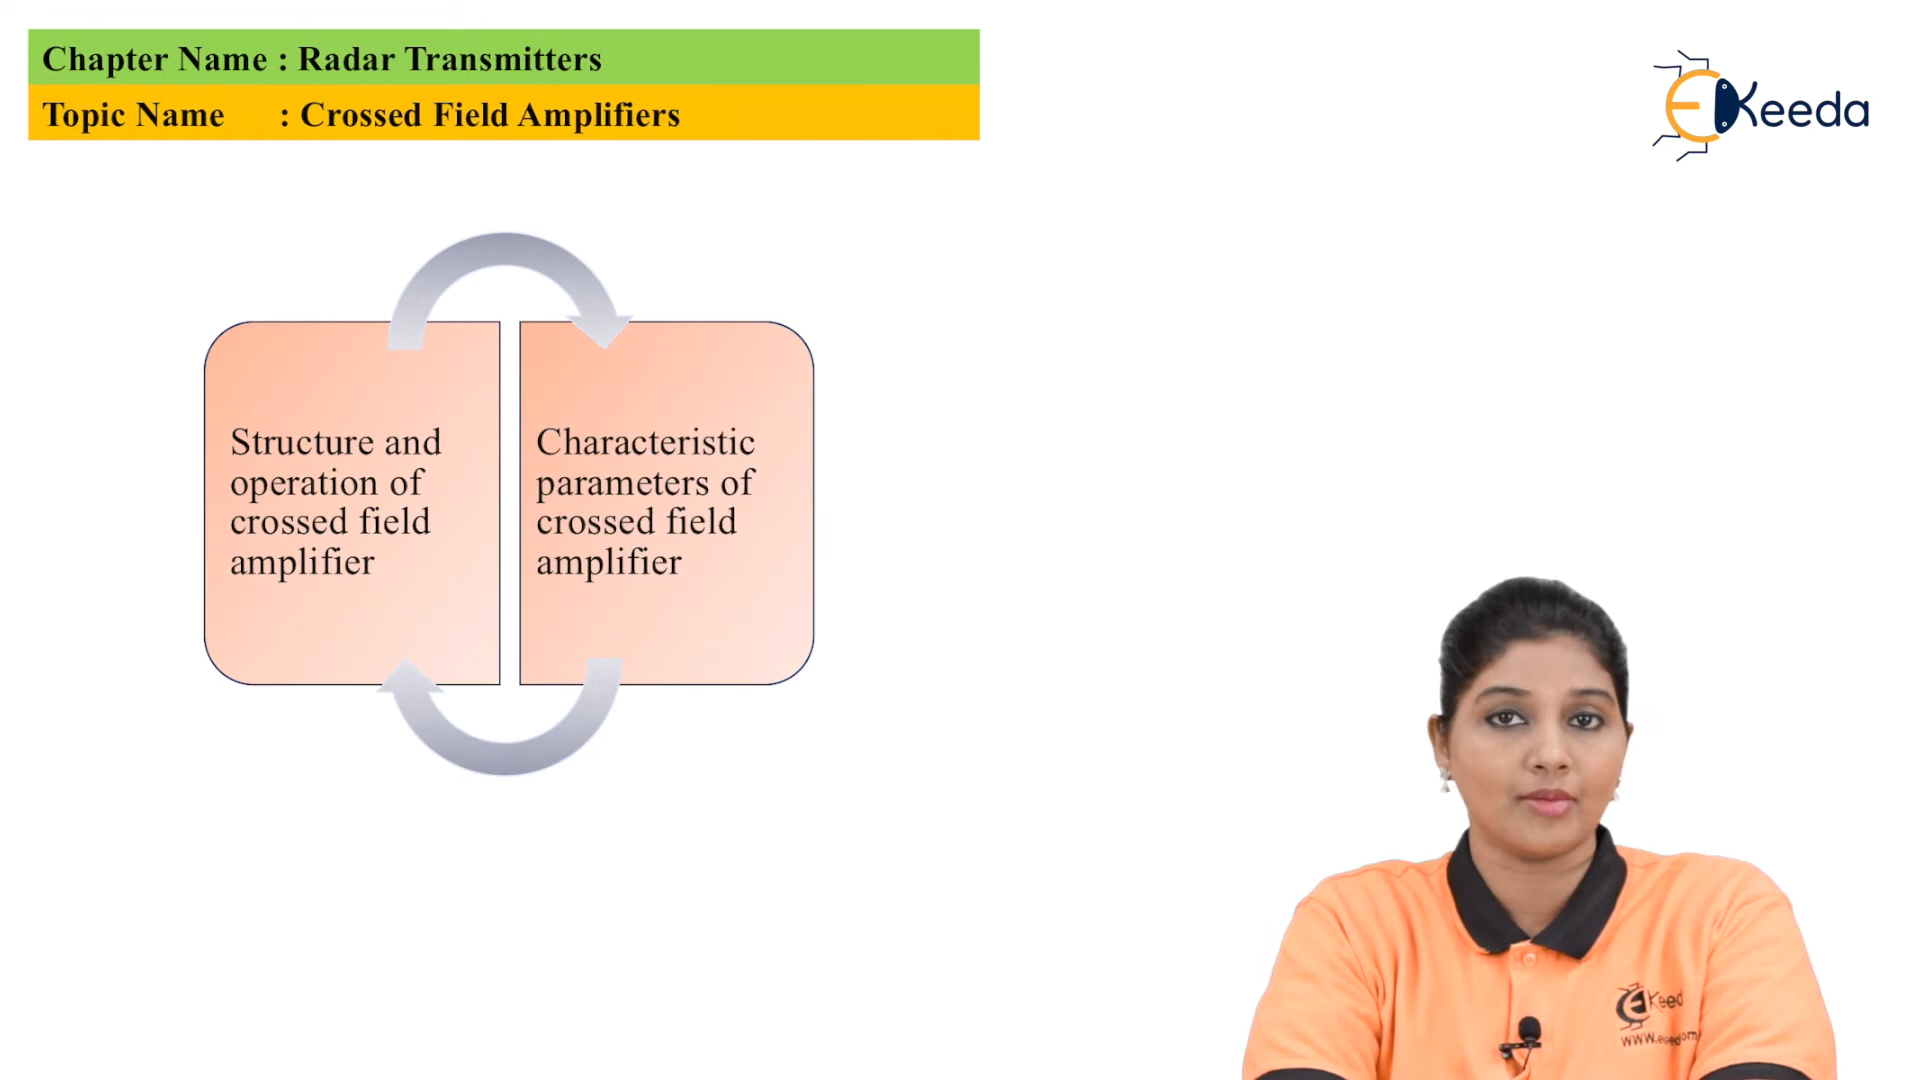 Chapter Name : Radar Transmitters
Topic Name : Crossed Field Amplifiers
Keeda
Structure and
operation of
crossed field
amplifier
Characteristic
parameters of
crossed field
amplifier
Keed